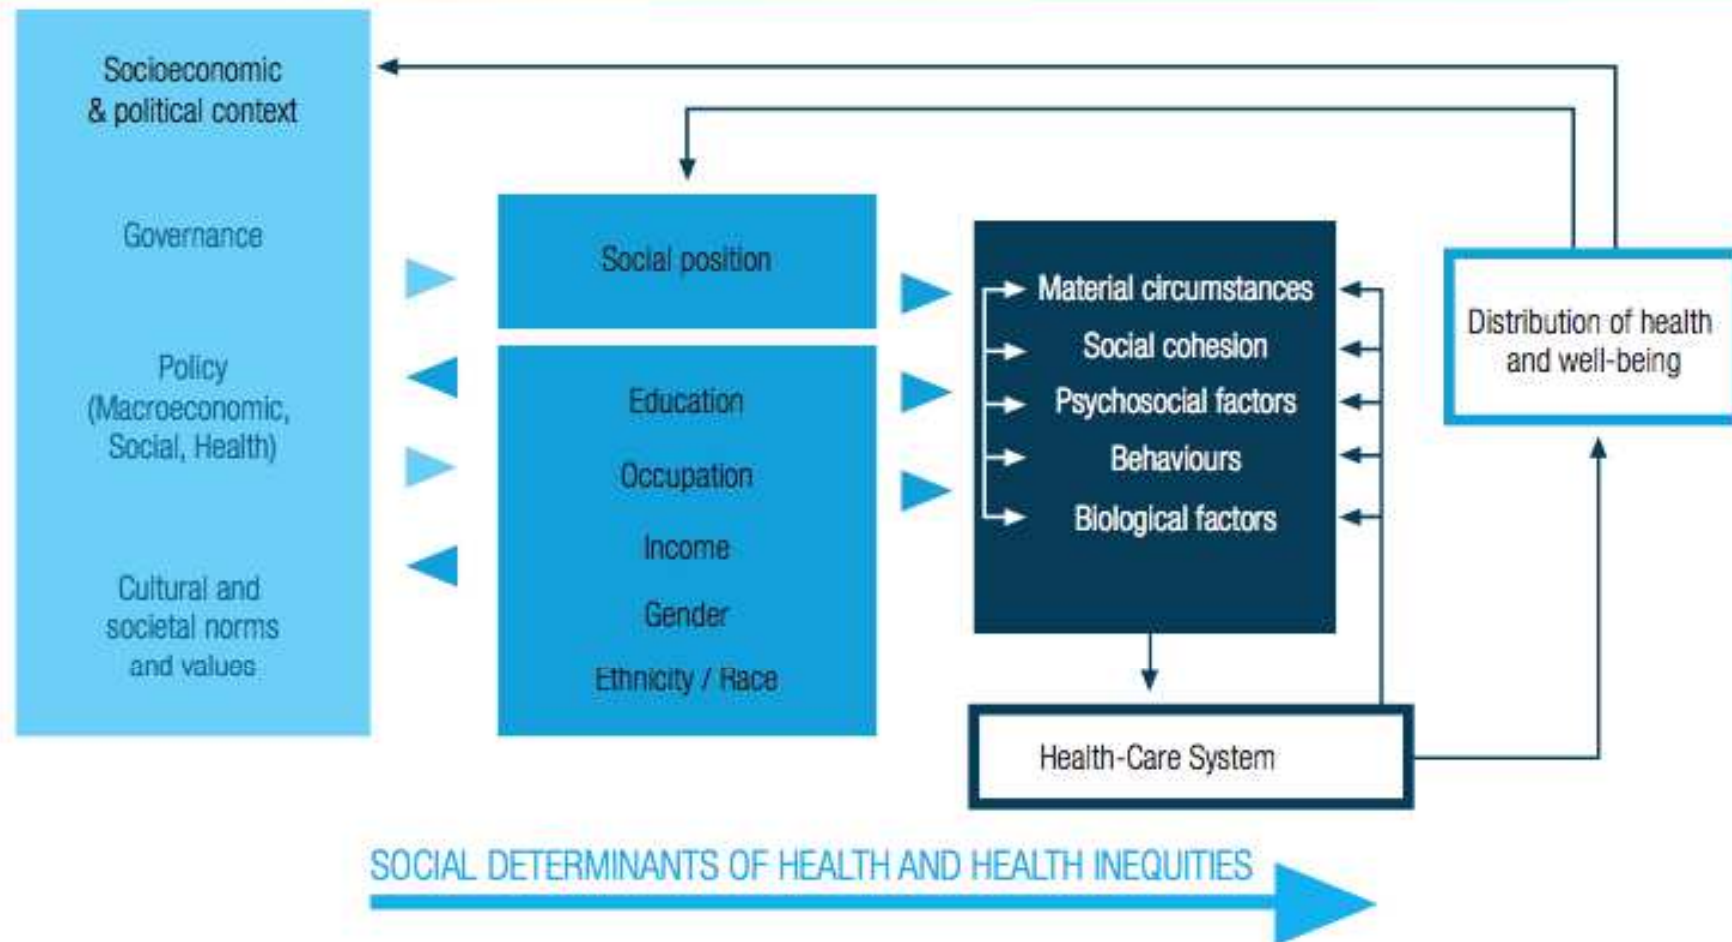 Socioeconomic
& political context
Governance
Policy
(Macroeconomic,
Social, Health)
Cultural and
societal norms
and values
Social position
Education
Occupation
Income
Gender
Ethnicity / Race
Material circumstances
Social cohesion
Psychosocial factors
Behaviours
Biological factors
Health-Care System
Distribution of health
and well-being
SOCIAL DETERMINANTS OF HEALTH AND HEALTH INEQUITIES